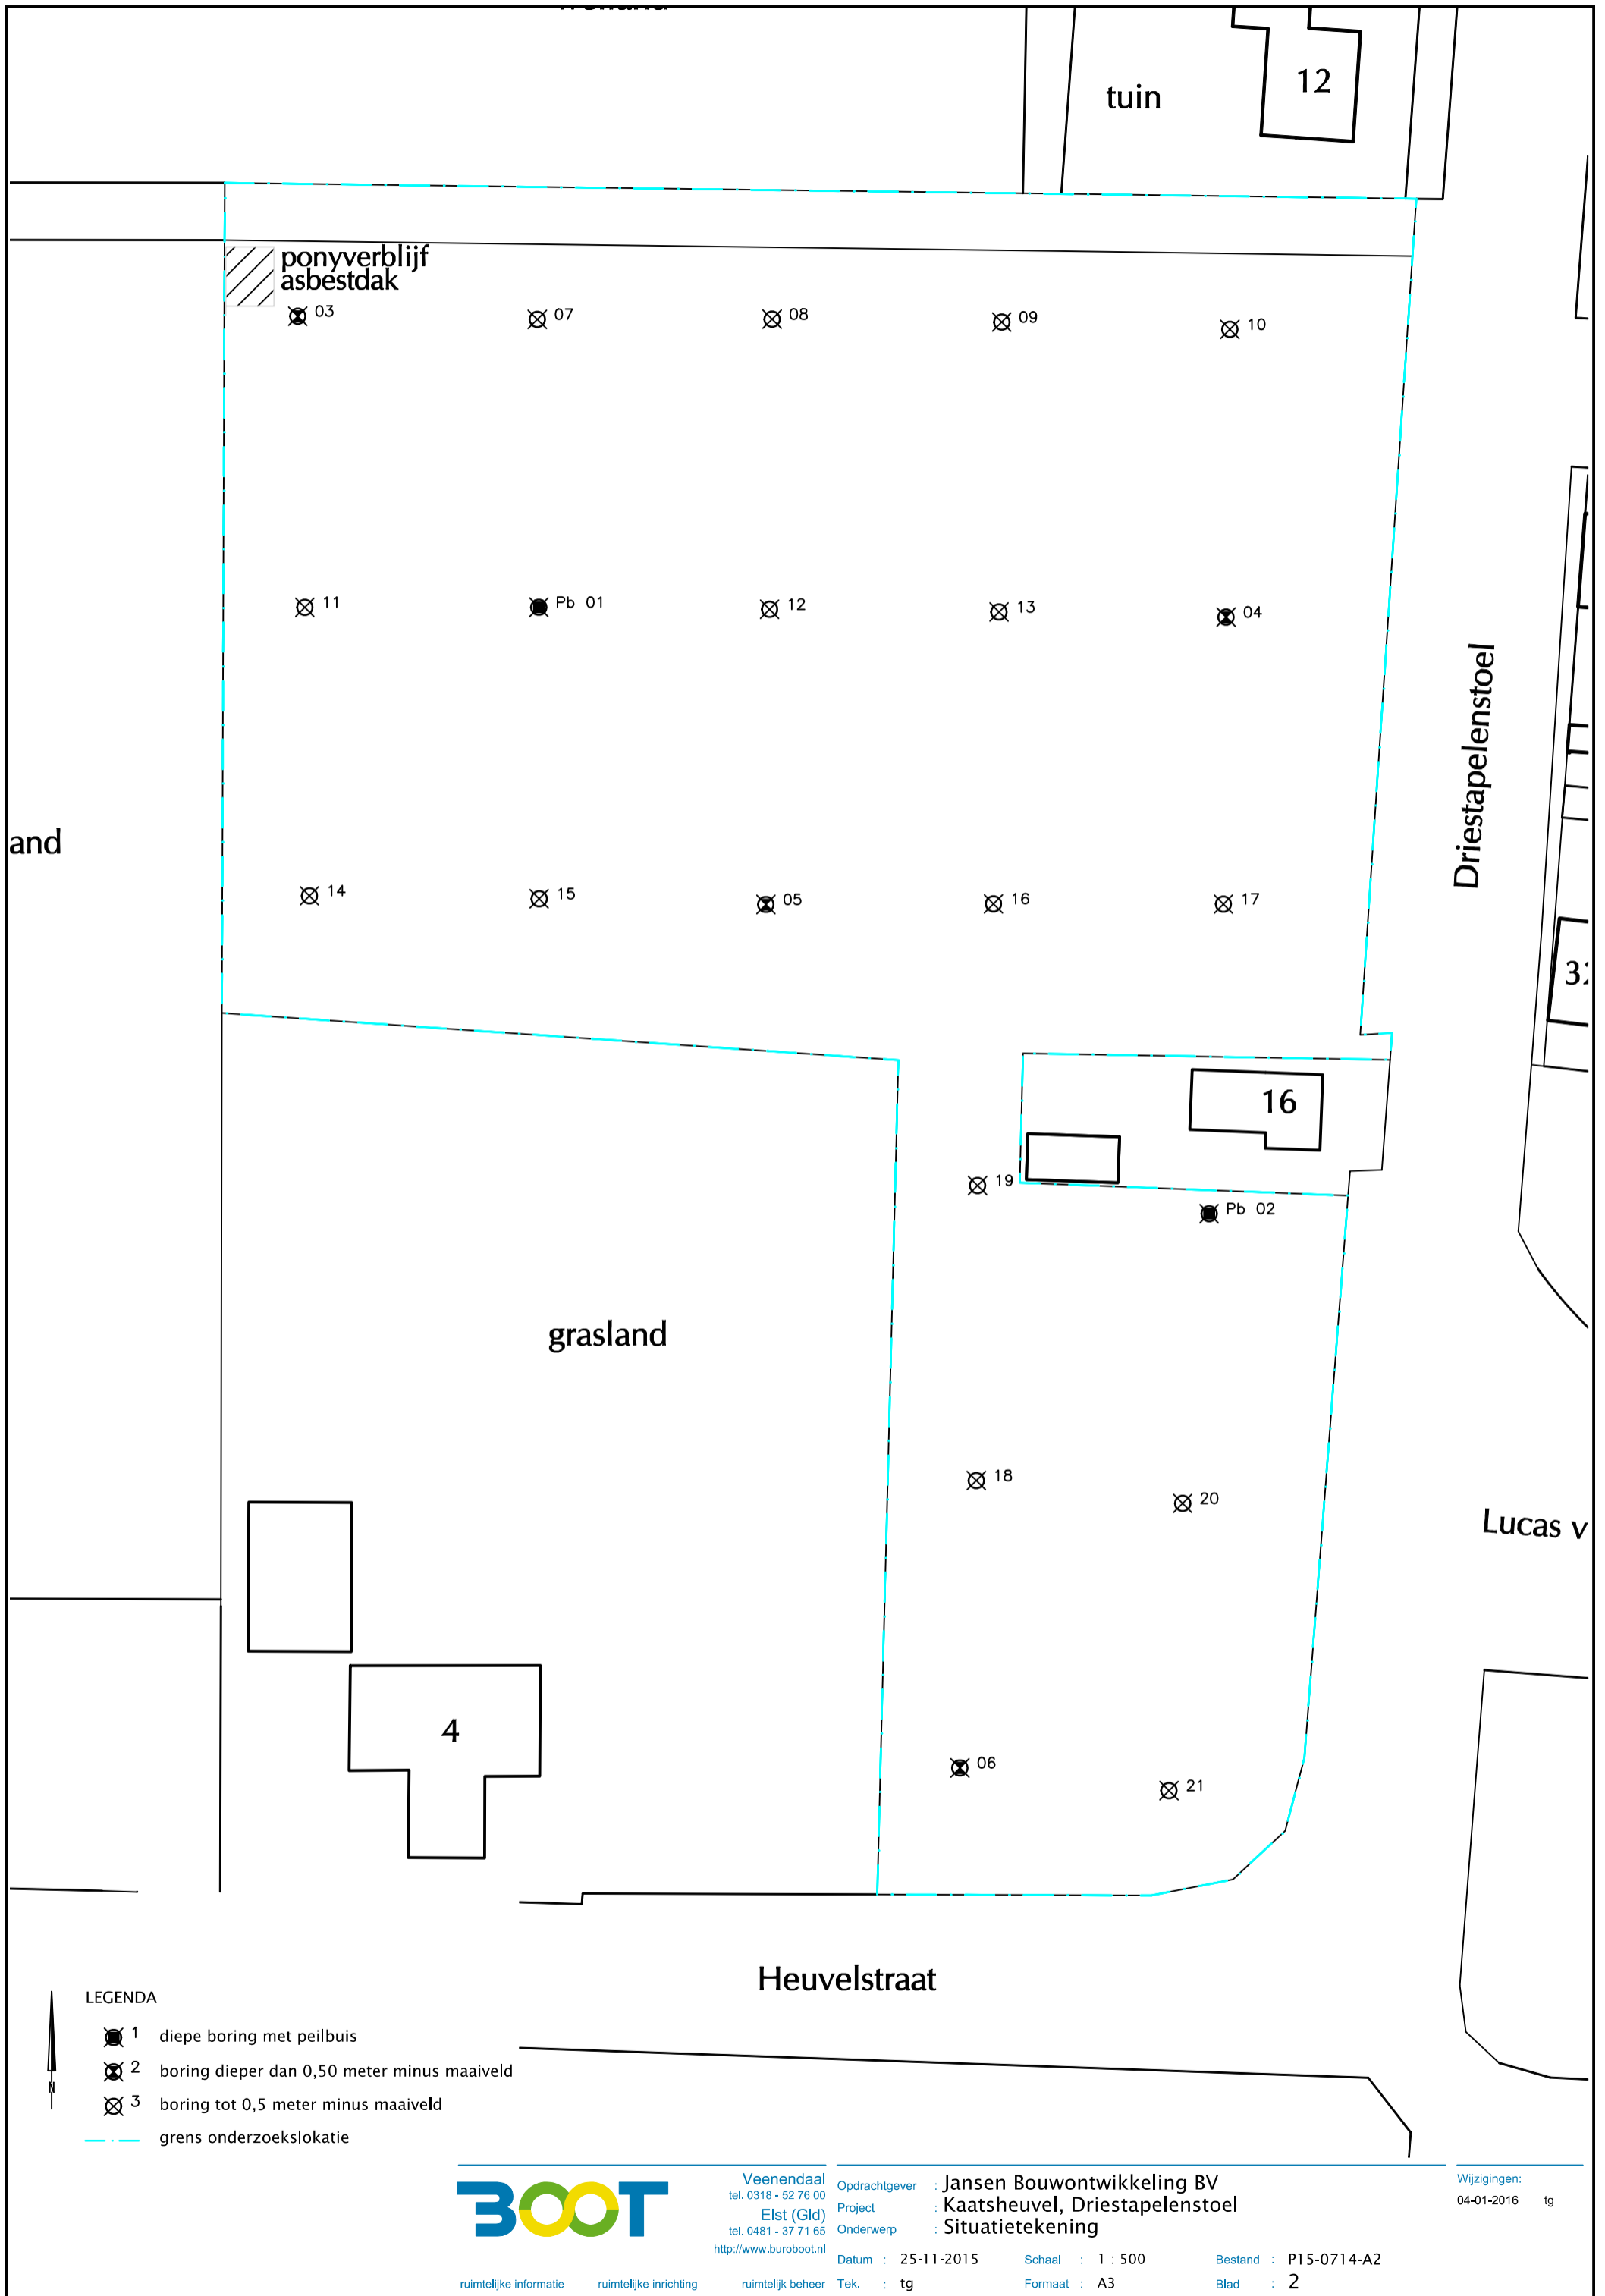 tuin
12
ponyverblijf
asbestdak
03
07
08
09
10
11
Pb 01
12
13
04
Driestapelenstoel
and
14
15
05
16
17
32
16
19
Pb 02
grasland
18
20
Lucas v
4
06
21
Heuvelstraat
LEGENDA
1 diepe boring met peilbuis
2 boring dieper dan 0,50 meter minus maaiveld
3 boring tot 0,5 meter minus maaiveld
grens onderzoekslokatie
N
BOOT
Veenendaal
tel. 0318 - 52 76 00
Elst (Gld)
tel. 0481 - 37 71 65
http://www.buroboot.nl
ruimtelijke informatie ruimtelijke inrichting ruimtelijk beheer
Opdrachtgever : Jansen Bouwontwikkeling BV
Project : Kaatsheuvel, Driestapelenstoel
Onderwerp : Situatietekening
Datum : 25-11-2015 Schaal : 1 : 500 Bestand : P15-0714-A2
Tek. : tg Formaat : A3 Blad : 2
Wijzigingen:
04-01-2016 tg